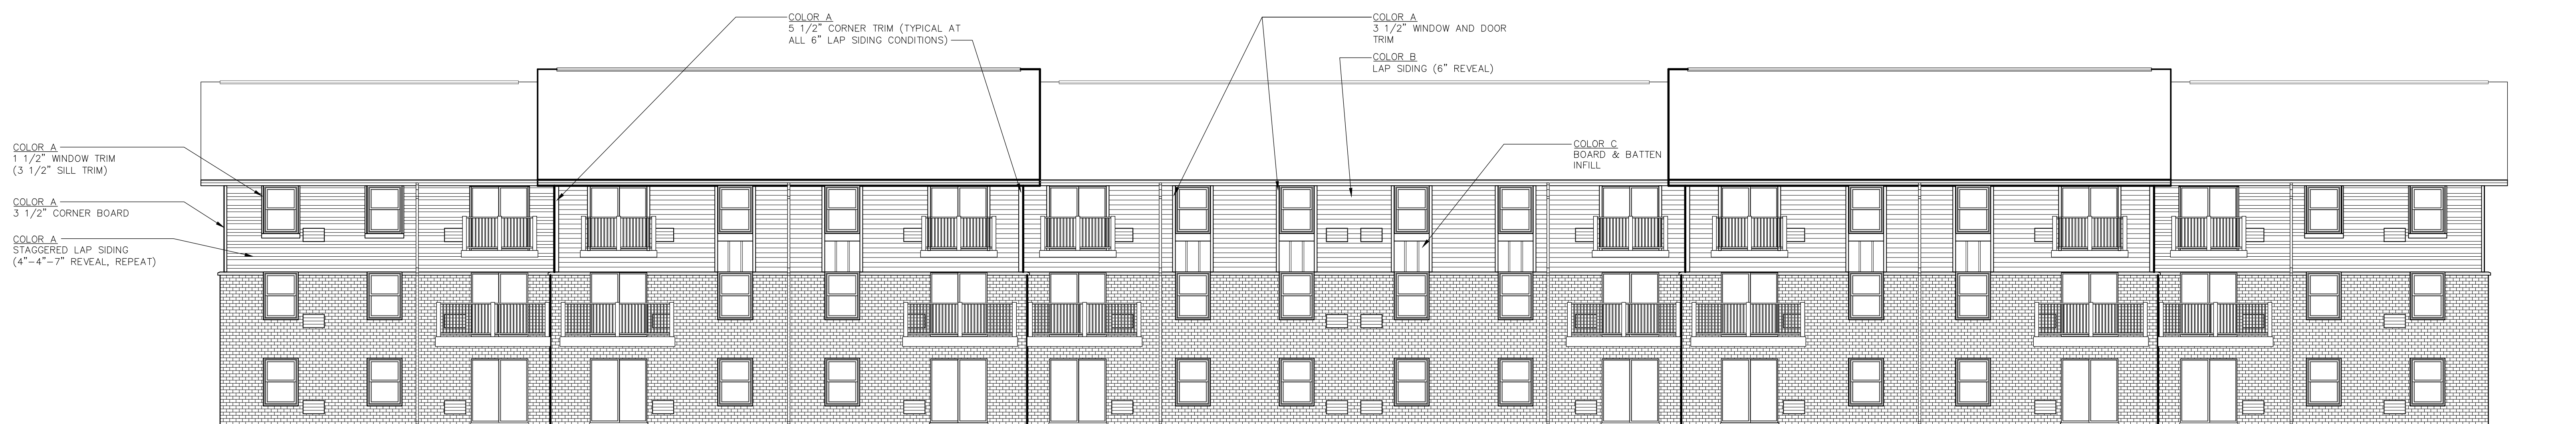 COLOR A
5 1/2" CORNER TRIM (TYPICAL AT
ALL 6" LAP SIDING CONDITIONS)
COLOR A
3 1/2" WINDOW AND DOOR
TRIM
COLOR B
LAP SIDING (6" REVEAL)
COLOR A
1 1/2" WINDOW TRIM
(3 1/2" SILL TRIM)
COLOR C
BOARD & BATTEN
INFILL
COLOR A
3 1/2" CORNER BOARD
COLOR A
STAGGERED LAP SIDING
(4"-4"-7" REVEAL, REPEAT)